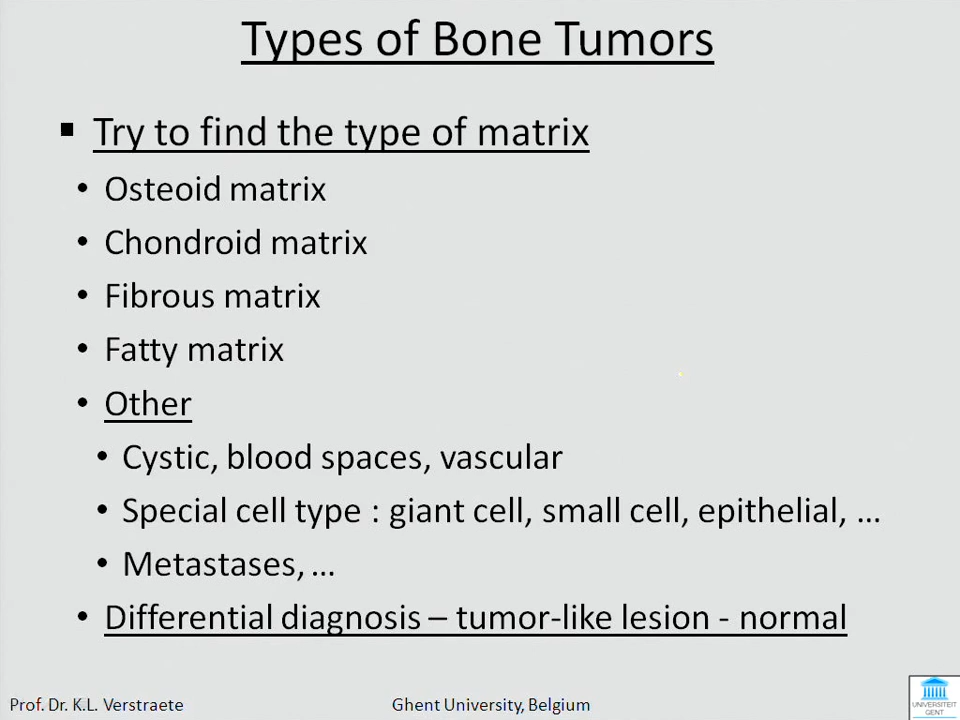 Types of Bone Tumors
▪ Try to find the type of matrix
• Osteoid matrix
• Chondroid matrix
• Fibrous matrix
• Fatty matrix
• Other
• Cystic, blood spaces, vascular
• Special cell type : giant cell, small cell, epithelial, ...
• Metastases, ...
• Differential diagnosis – tumor-like lesion - normal
Prof. Dr. K.L. Verstraete
Ghent University, Belgium
UNIVERSITEIT
GENT